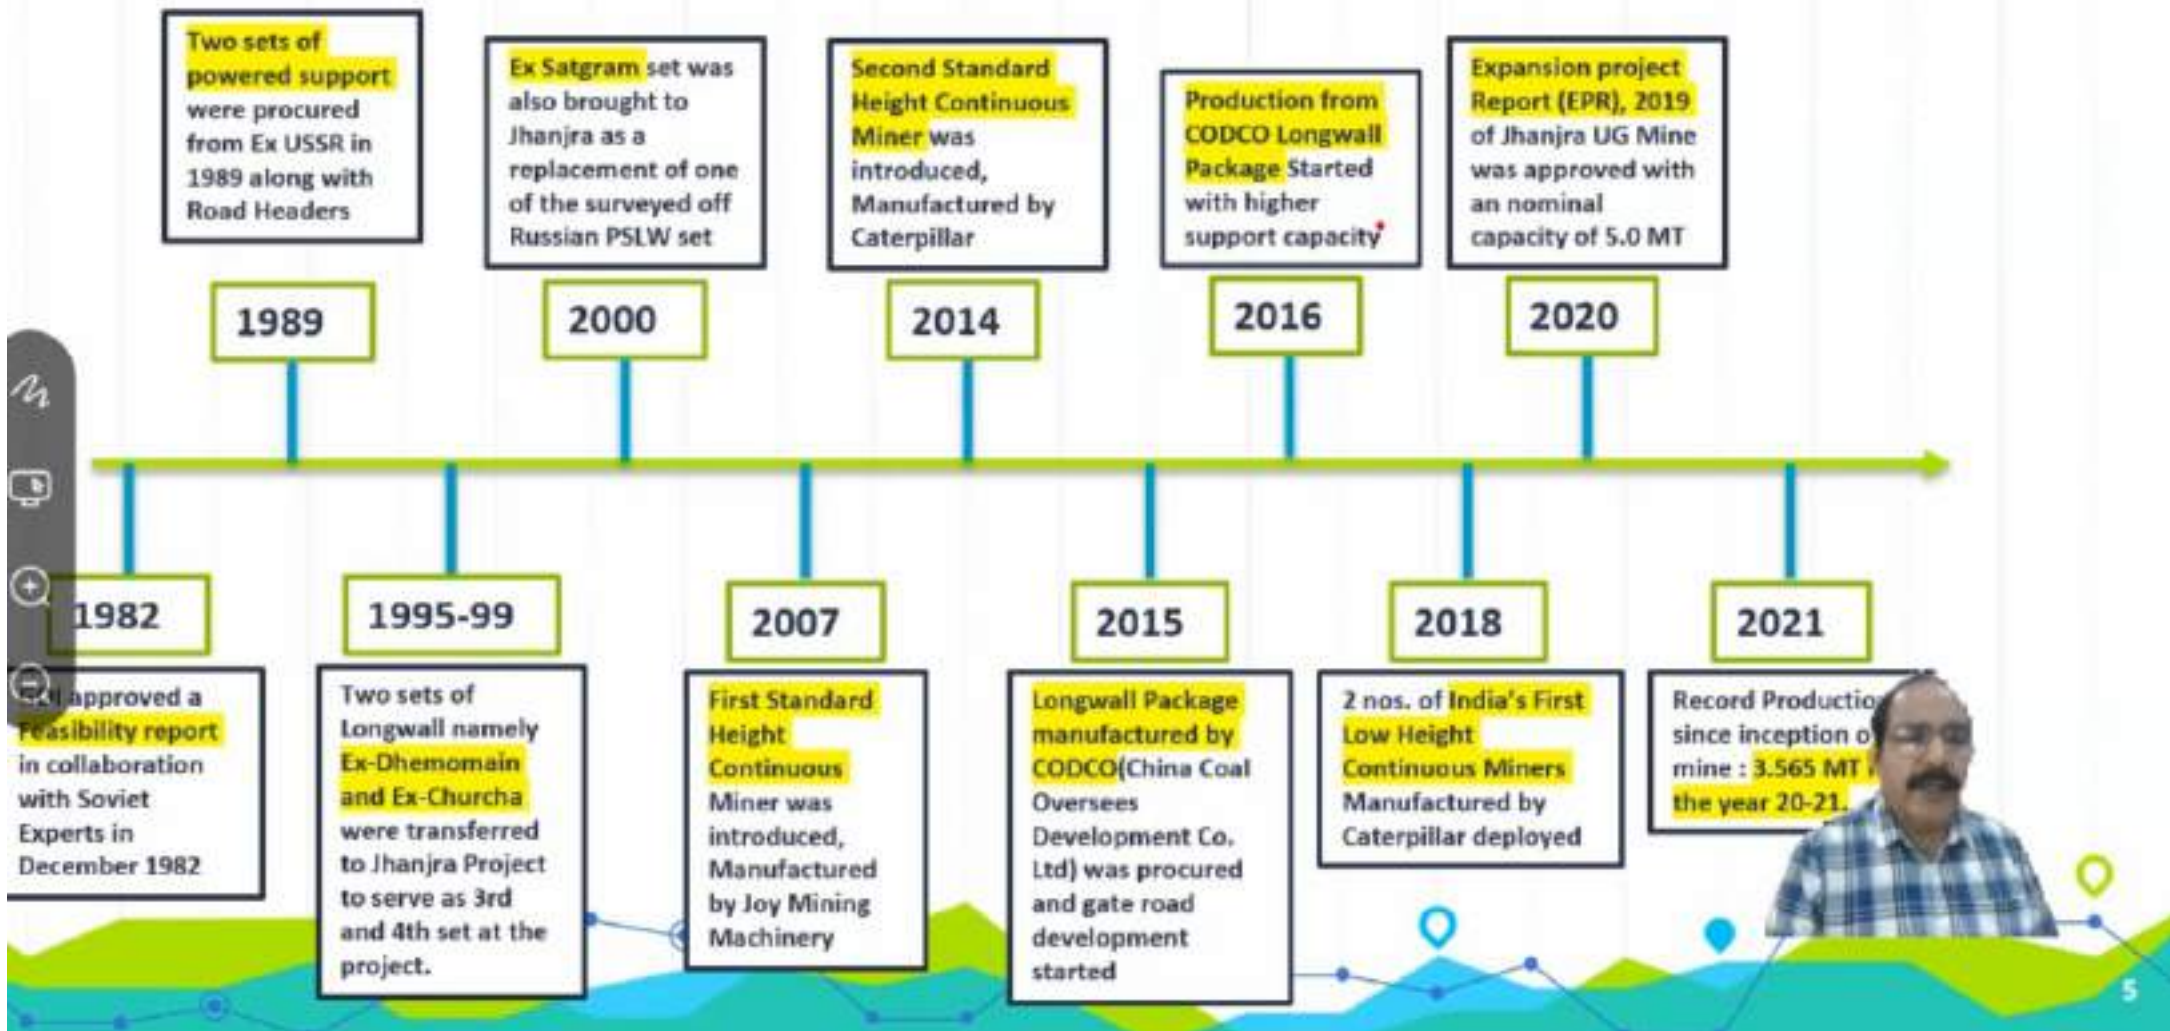 Two sets of
powered support
were procured
from Ex USSR in
1989 along with
Road Headers
1989
Ex Satgram set was
also brought to
Jhanjra as a
replacement of one
of the surveyed off
Russian PSLW set
2000
Second Standard
Height Continuous
Miner was
introduced,
Manufactured by
Caterpillar
2014
Production from
CODCO Longwall
Package Started
with higher
support capacity
2016
Expansion project
Report (EPR), 2019
of Jhanjra UG Mine
was approved with
an nominal
capacity of 5.0 MT
2020
1982
approved a
Feasibility report
in collaboration
with Soviet
Experts in
December 1982
1995-99
Two sets of
Longwall namely
Ex-Dhemomain
and Ex-Churcha
were transferred
to Jhanjra Project
to serve as 3rd
and 4th set at the
project.
2007
First Standard
Height
Continuous
Miner was
introduced,
Manufactured
by Joy Mining
Machinery
2015
Longwall Package
manufactured by
CODCO(China Coal
Oversees
Development Co.
Ltd) was procured
and gate road
development
started
2018
2 nos. of India's First
Low Height
Continuous Miners
Manufactured by
Caterpillar deployed
2021
Record
since inception
mine : 3.565 MT
the year 20-21.
5